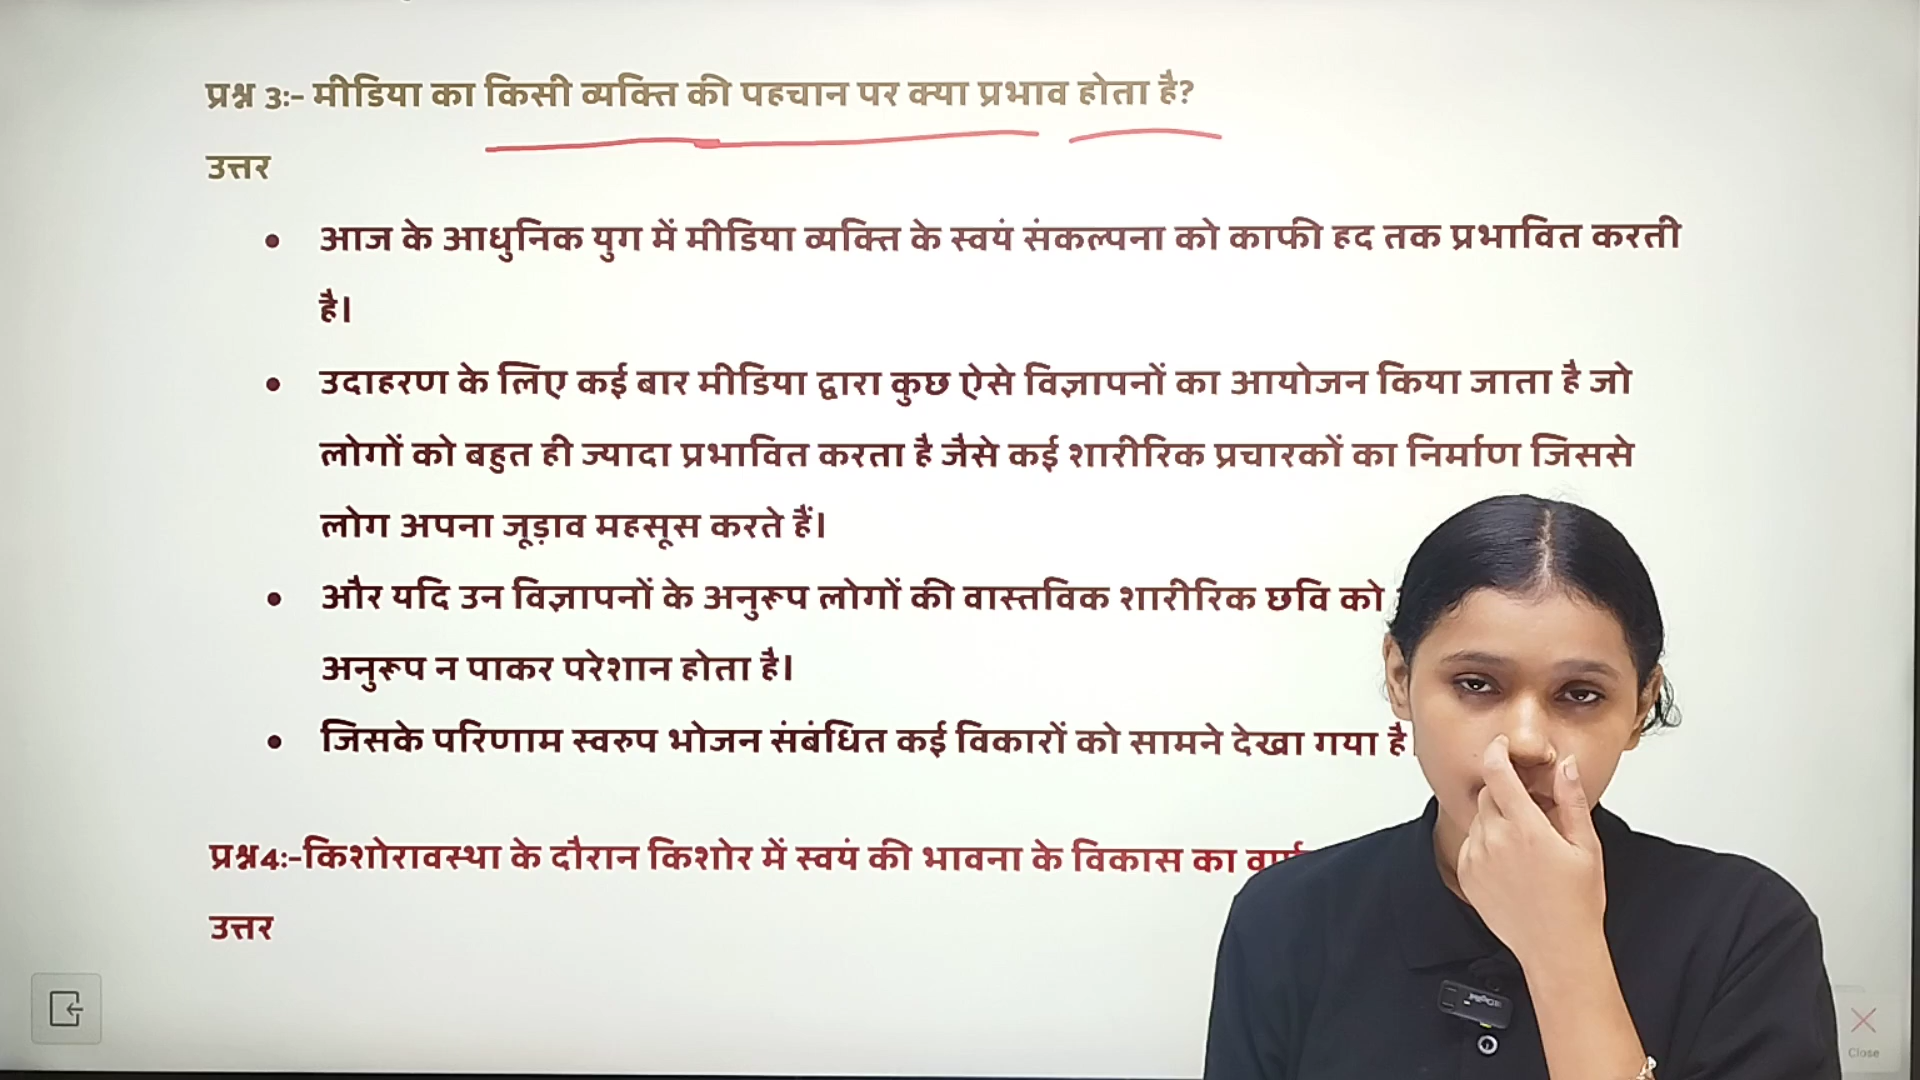 प्रश्न 3:- मीडिया का किसी व्यक्ति की पहचान पर क्या प्रभाव होता है?
उत्तर
• आज के आधुनिक युग में मीडिया व्यक्ति के स्वयं संकल्पना को काफी हद तक प्रभावित करती
है।
• उदाहरण के लिए कई बार मीडिया द्वारा कुछ ऐसे विज्ञापनों का आयोजन किया जाता है जो
लोगों को बहुत ही ज्यादा प्रभावित करता है जैसे कई शारीरिक प्रचारकों का निर्माण जिससे
लोग अपना जूड़ाव महसूस करते हैं।
• और यदि उन विज्ञापनों के अनुरूप लोगों की वास्तविक शारीरिक छवि को
अनुरूप न पाकर परेशान होता है।
• जिसके परिणाम स्वरुप भोजन संबंधित कई विकारों को सामने देखा गया है
प्रश्न4:-किशोरावस्था के दौरान किशोर में स्वयं की भावना के विकास का
उत्तर
Close